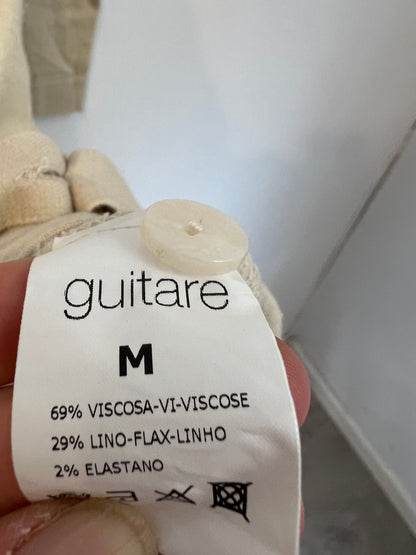 guitare
M
69% VISCOSA-VI-VISCOSE
29% LINO-FLAX-LINHO
2% ELASTANO